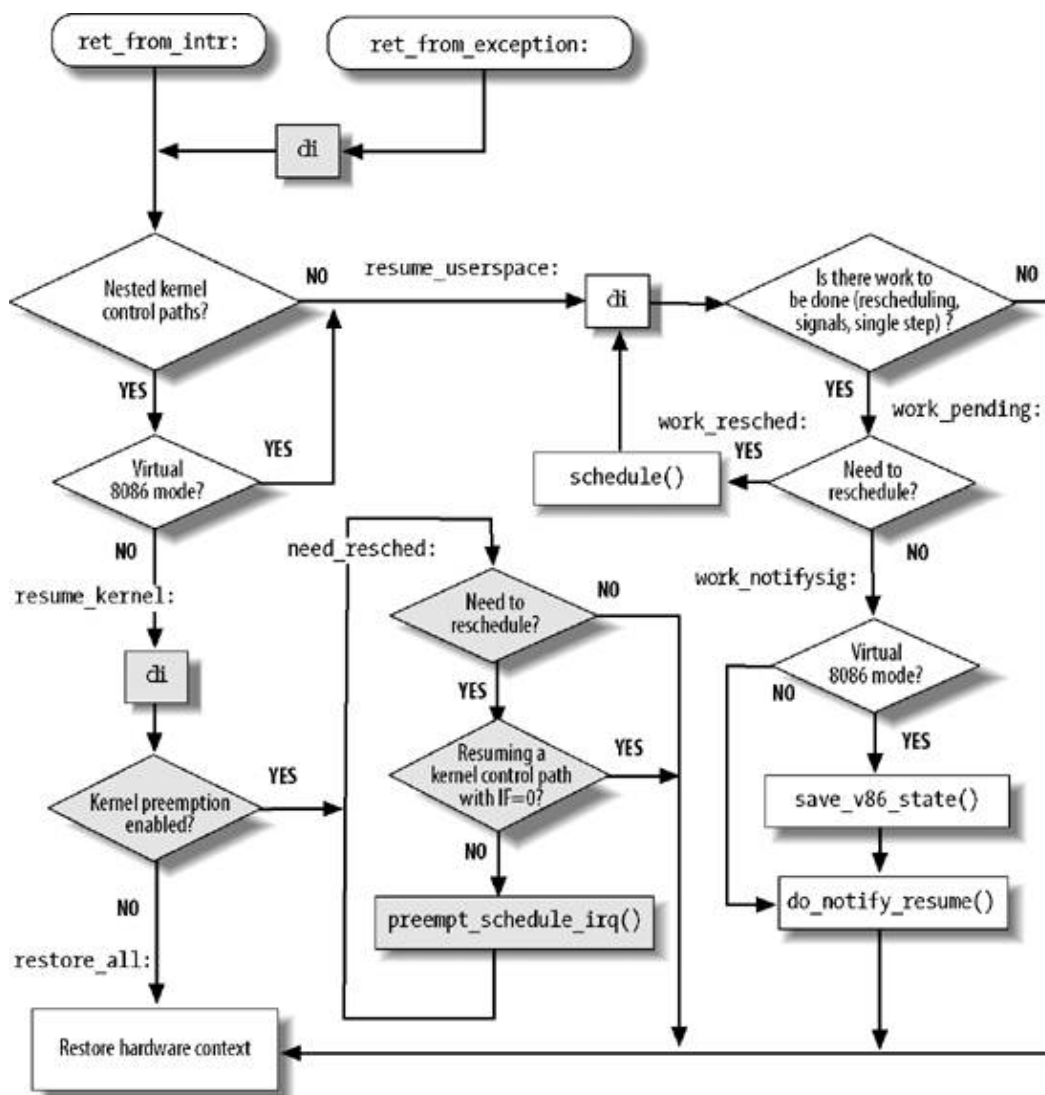 ret_from_intr:
ret_from_exception:
di
Nested kernel
control paths?
NO
resume_userspace:
di
Is there work to
be done (rescheduling,
signals, single step) ?
NO
YES
YES
work_pending:
Virtual
8086 mode?
YES
work_resched:
YES
schedule()
Need to
reschedule?
NO
NO
resume_kernel:
need_resched:
work_notifysig:
Need to
reschedule?
NO
di
YES
Virtual
8086 mode?
NO
YES
Kernel preemption
enabled?
YES
Resuming a
kernel control path
with IF=0?
YES
save_v86_state()
NO
NO
preempt_schedule_irq()
do_notify_resume()
restore_all:
Restore hardware context